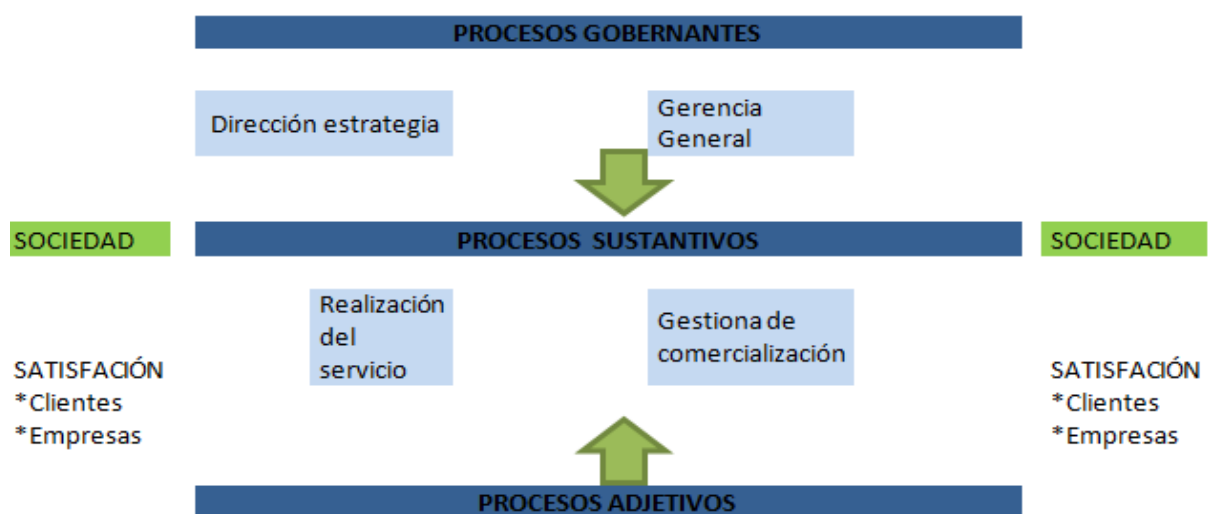 PROCESOS GOBERNANTES
Dirección estrategia
Gerencia
General
SOCIEDAD
PROCESOS SUSTANTIVOS
SOCIEDAD
Realización
del
servicio
Gestiona de
comercialización
SATISFACIÓN
*Clientes
*Empresas
SATISFACIÓN
*Clientes
*Empresas
PROCESOS ADJETIVOS